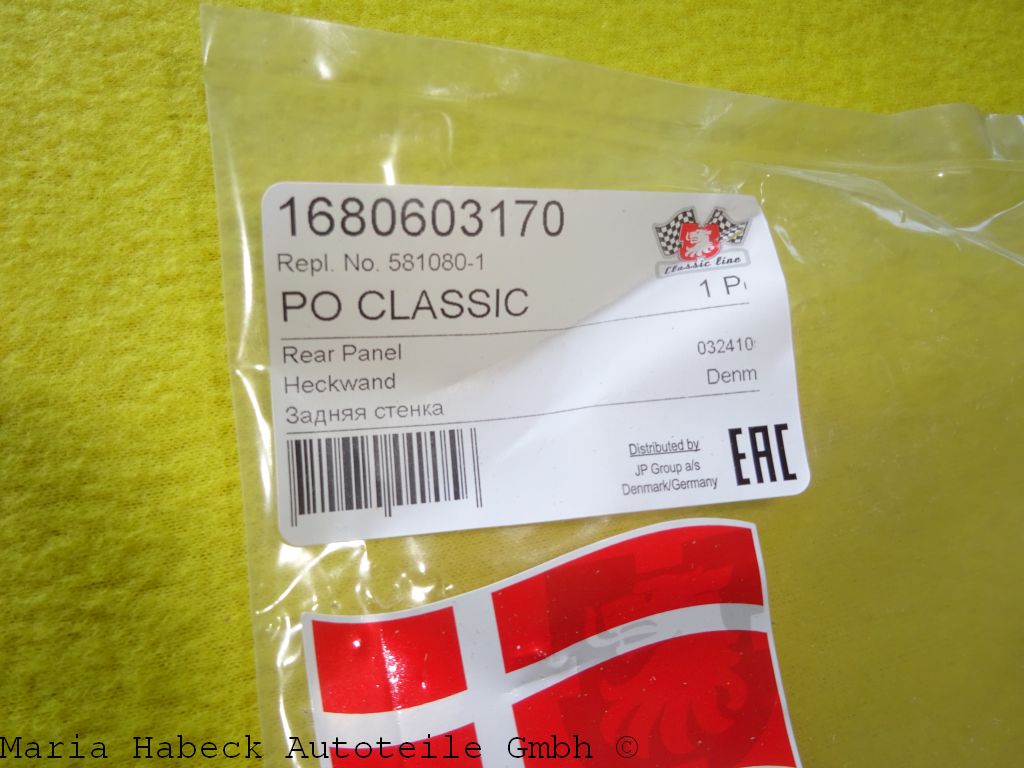 1680603170
Repl. No. 581080-1
Classic line
PO CLASSIC
1
Rear Panel
032410
Heckwand
Denm
Задняя стенка
Distributed by
JP Group a/s
Denmark/Germany
EAC
Maria Habeck Autoteile Gmbh ©